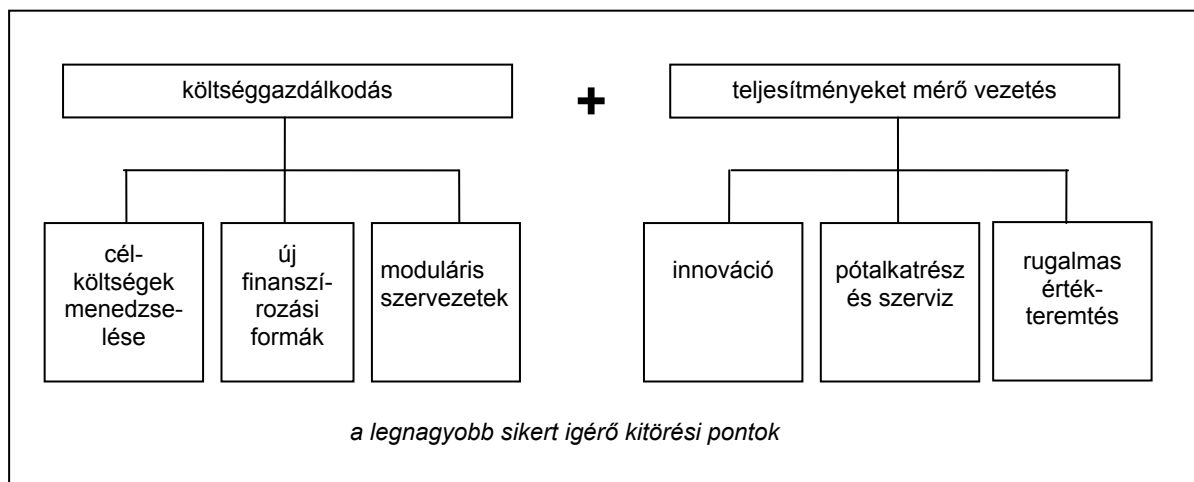 költséggazdálkodás
+
teljesítményeket mérő vezetés
cél-
költségek
menedzse-
lése
új
finanszí-
rozási
formák
moduláris
szervezetek
innováció
pótalkatrész
és szerviz
rugalmas
érték-
teremtés
a legnagyobb sikert igérő kitörési pontok